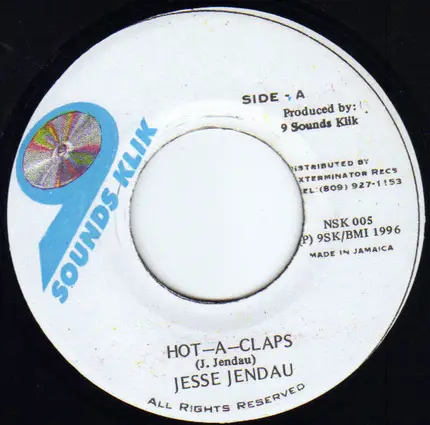 9 SOUNDS KLIK
SIDE - A
Produced by:
9 Sounds Klik
DISTRIBUTED BY
XTERMINATOR RECS
TEL:(809) 927-1153
NSK 005
(P) 9SK/BMI 1996
MADE IN JAMAICA
HOT-A-CLAPS
(J. Jendau)
JESSE JENDAU
ALL RIGHTS RESERVED